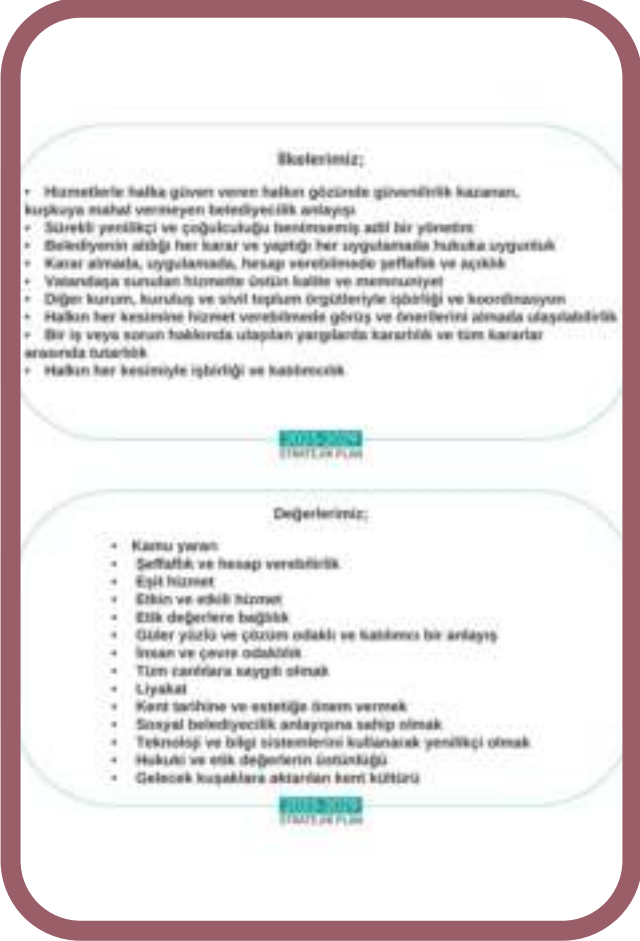 İlkelerimiz;
• Hizmetlerle halka güven veren halkın gözünde güvenilirlik kazanan,
kuşkuya mahal vermeyen belediyecilik anlayışı
• Sürekli yenilikçi ve çoğulculuğu benimsemiş adil bir yönetim
• Belediyenin aldığı her karar ve yaptığı her uygulamada hukuka uygunluk
• Karar almada, uygulamada, hesap verebilmede şeffaflık ve açıklık
• Vatandaşa sunulan hizmette üstün kalite ve memnuniyet
• Diğer kurum, kuruluş ve sivil toplum örgütleriyle işbirliği ve koordinasyon
• Halkın her kesimine hizmet verebilmede görüş ve önerilerini almada ulaşılabilirlik
• Bir iş veya sorun hakkında ulaşılan yargılarda kararlılık ve tüm kararlar
arasında tutarlılık
• Halkın her kesimiyle işbirliği ve katılımcılık
2025-2029
STRATEJİK PLAN
Değerlerimiz;
• Kamu yararı
• Şeffaflık ve hesap verebilirlik
• Eşit hizmet
• Etkin ve etkili hizmet
• Etik değerlere bağlılık
• Güler yüzlü ve çözüm odaklı ve katılımcı bir anlayış
• İnsan ve çevre odaklılık
• Tüm canlılara saygılı olmak
• Liyakat
• Kent tarihine ve estetiğe önem vermek
• Sosyal belediyecilik anlayışına sahip olmak
• Teknoloji ve bilgi sistemlerini kullanarak yenilikçi olmak
• Hukuki ve etik değerlerin üstünlüğü
• Gelecek kuşaklara aktarılan kent kültürü
2025-2029
STRATEJİK PLAN